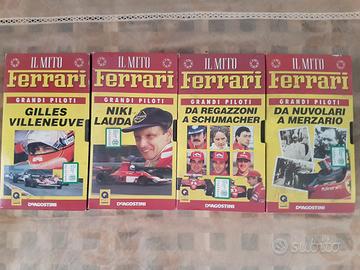 IL MITO
Ferrari
GRANDI PILOTI
GILLES
VILLENEUVE
DeAGOSTINI
IL MITO
Ferrari
GRANDI PILOTI
NIKI
LAUDA
DeAGOSTINI
IL MITO
Ferrari
GRANDI PILOTI
DA REGAZZONI
A SCHUMACHER
DeAGOSTINI
IL MITO
Ferrari
GRANDI PILOTI
DA NUVOLARI
A MERZARIO
DeAGOSTINI
subito